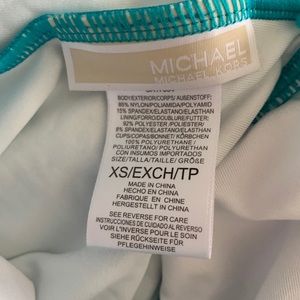 MICHAEL
MICHAEL KORS
BODY/EXTERIOR/CORPS/ AUßENSTOFF:
85% NYLON/POLIAMIDA/POLYAMID
15% SPANDEX/ELASTANO/ELASTHAN
LINING/FORRO/DOUBLURE/FUTTER:
92% POLYESTER /POLIESTER/
8% SPANDEX/ELASTANO/ELASTHAN
CUPS/COPAS/BONNET/ KÖRBCHEN
100% POLYURETHANE /
POLIURETANO POLYURETHAN
CON INSUMOS IMPORTADOS
SIZE/TALLA/TAILLE/ GRÖSE
XS/EXCH/TP
MADE IN CHINA
HECHO EN CHINA
FABRIQUE EN CHINE
HERGESTELLT IN CHINA
SEE REVERSE FOR CARE
INSTRUCCIONES DE CUIDADO AL REVERSO
VOIR L'INVERSE POUR LE SOIN
SIEHE RÜCKSEITE FÜR
PFLEGEHINWEISE